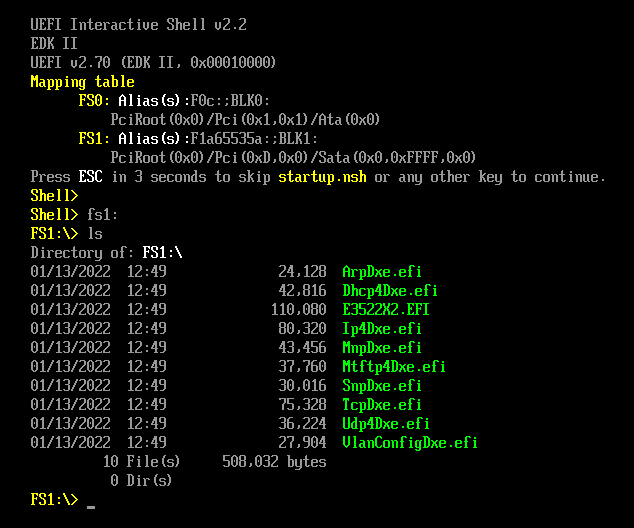 UEFI Interactive Shell v2.2
EDK II
UEFI v2.70 (EDK II, 0x00010000)
Mapping table
FS0: Alias(s):F0c:;BLK0:
PciRoot(0x0)/Pci(0x1,0x1)/Ata(0x0)
FS1: Alias(s):F1a65535a:;BLK1:
PciRoot(0x0)/Pci(0xD,0x0)/Sata(0x0,0xFFFF,0x0)
Press ESC in 3 seconds to skip startup.nsh or any other key to continue.
Shell>
Shell> fs1:
FS1:\> ls
Directory of: FS1:\
01/13/2022  12:49              24,128  ArpDxe.efi
01/13/2022  12:49              42,816  Dhcp4Dxe.efi
01/13/2022  12:49             110,080  E3522X2.EFI
01/13/2022  12:49              80,320  Ip4Dxe.efi
01/13/2022  12:49              43,456  MnpDxe.efi
01/13/2022  12:49              37,760  Mtftp4Dxe.efi
01/13/2022  12:49              30,016  SnpDxe.efi
01/13/2022  12:49              75,328  TcpDxe.efi
01/13/2022  12:49              36,224  Udp4Dxe.efi
01/13/2022  12:49              27,904  VlanConfigDxe.efi
10 File(s)     508,032 bytes
0 Dir(s)
FS1:\> _